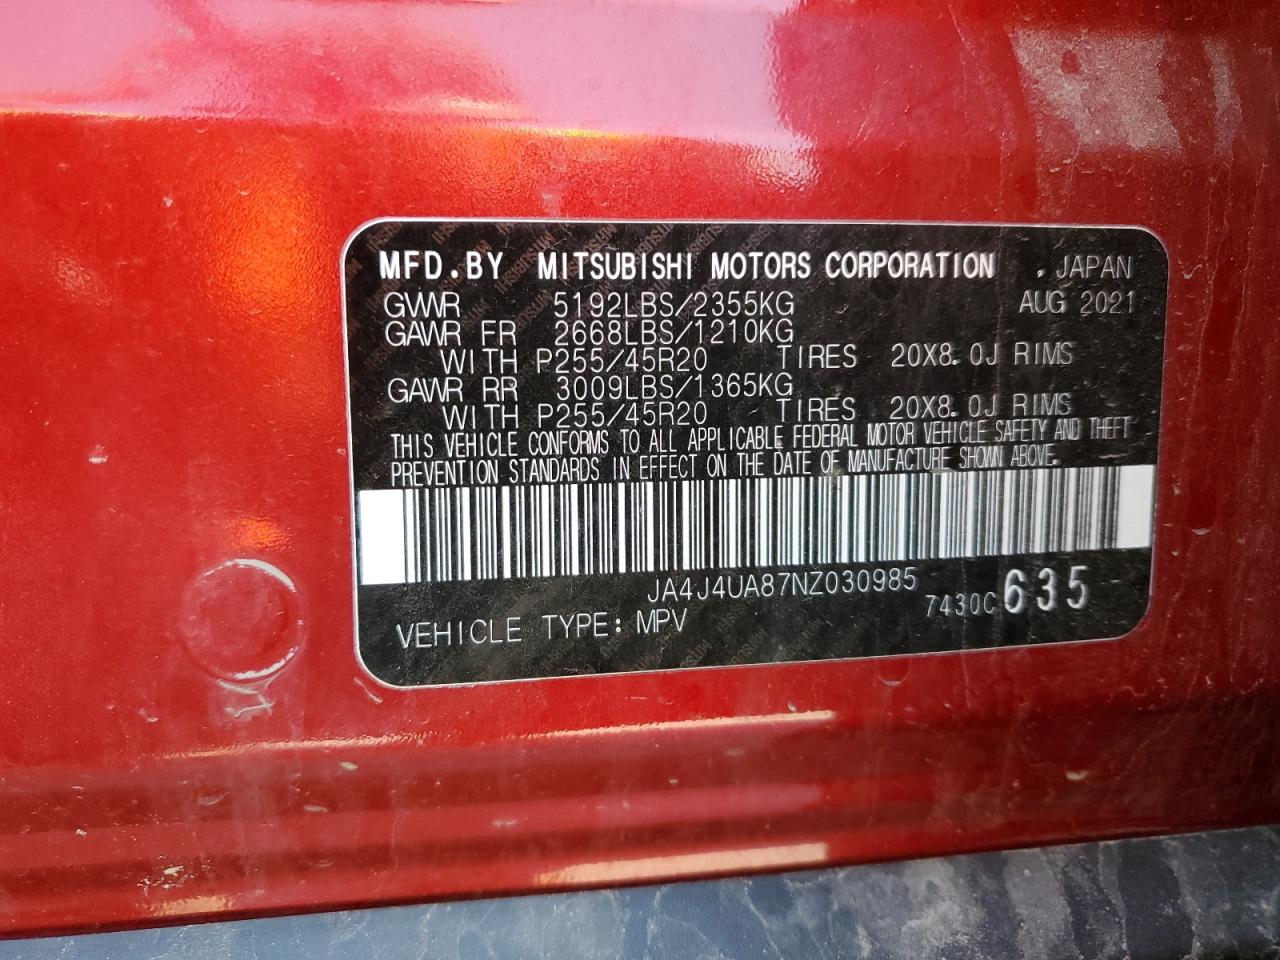 MFD.BY MITSUBISHI MOTORS CORPORATION , JAPAN
GVWR 5192LBS/2355KG AUG 2021
GAWR FR 2668LBS/1210KG
WITH P255/45R20 TIRES 20X8.0J RIMS
GAWR RR 3009LBS/1365KG
WITH P255/45R20 TIRES 20X8.0J RIMS
THIS VEHICLE CONFORMS TO ALL APPLICABLE FEDERAL MOTOR VEHICLE SAFETY AND THEFT
PREVENTION STANDARDS IN EFFECT ON THE DATE OF MANUFACTURE SHOWN ABOVE.
JA4J4UA87NZ030985
VEHICLE TYPE: MPV 7430C 635